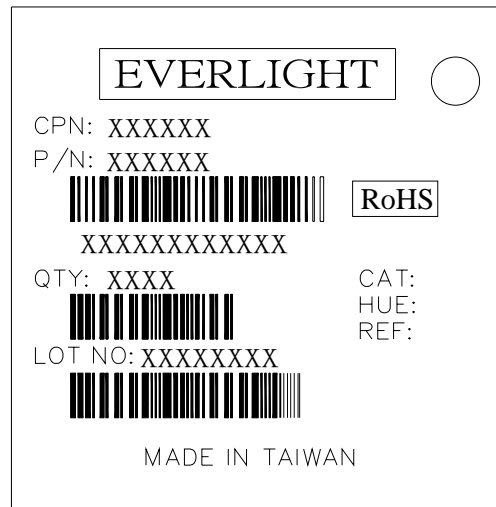 EVERLIGHT
CPN: XXXXXX
P/N: XXXXXX
RoHS
XXXXXXXXXXXX
QTY: XXXX
CAT:
HUE:
REF:
LOT NO: XXXXXXXX
MADE IN TAIWAN